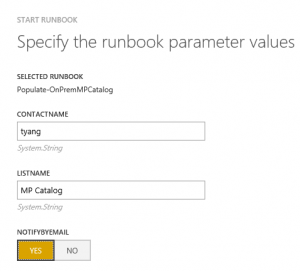 START RUNBOOK
Specify the runbook parameter values
SELECTED RUNBOOK
Populate-OnPremMPCatalog
CONTACTNAME
tyang
System.String
LISTNAME
MP Catalog
System.String
NOTIFYBYEMAIL
YES NO